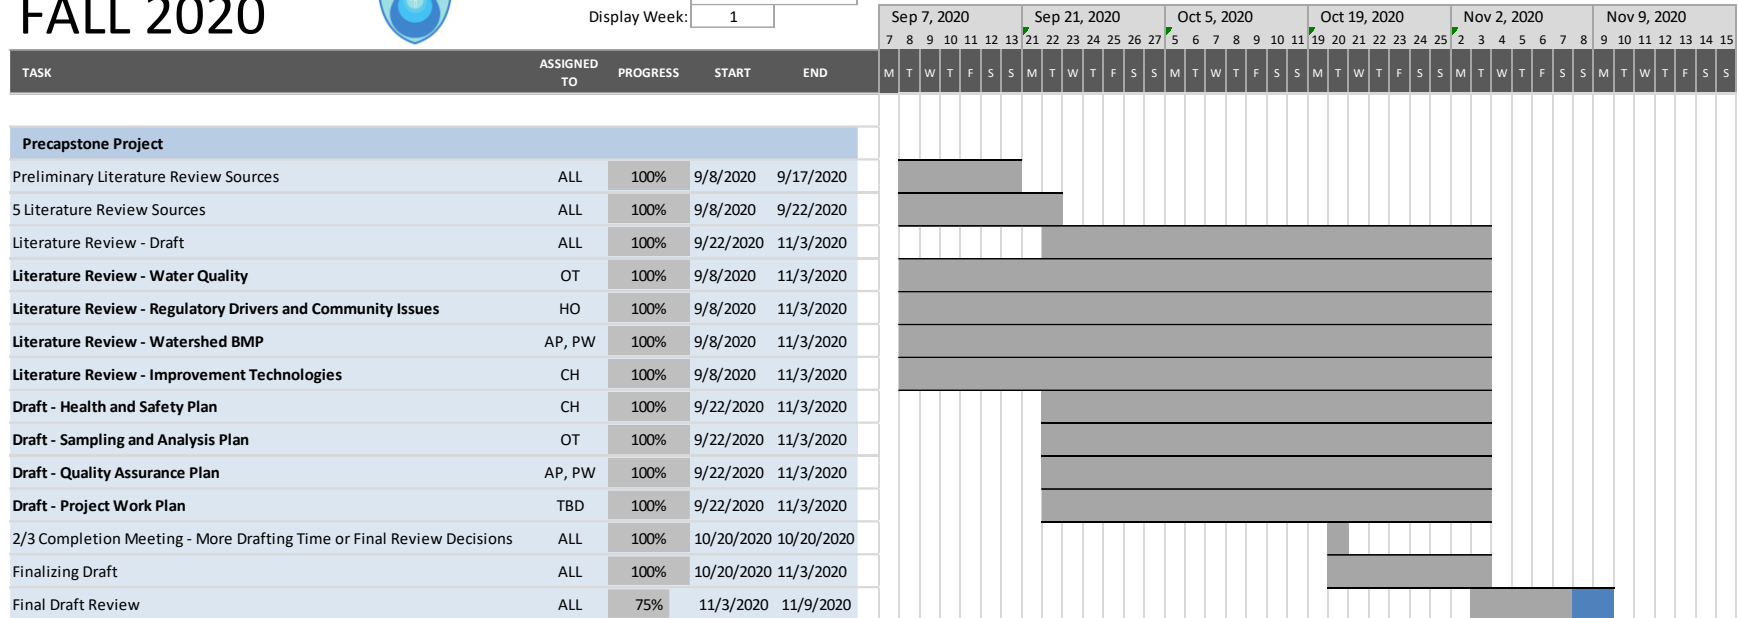 FALL 2020
Display Week: 1
Sep 7, 2020 Sep 21, 2020 Oct 5, 2020 Oct 19, 2020 Nov 2, 2020 Nov 9, 2020
7 8 9 10 11 12 13 21 22 23 24 25 26 27 5 6 7 8 9 10 11 19 20 21 22 23 24 25 2 3 4 5 6 7 8 9 10 11 12 13 14 15
TASK ASSIGNED TO PROGRESS START END M T W T F S S M T W T F S S M T W T F S S M T W T F S S M T W T F S S M T W T F S S
Precapstone Project
Preliminary Literature Review Sources ALL 100% 9/8/2020 9/17/2020
5 Literature Review Sources ALL 100% 9/8/2020 9/22/2020
Literature Review - Draft ALL 100% 9/22/2020 11/3/2020
Literature Review - Water Quality OT 100% 9/8/2020 11/3/2020
Literature Review - Regulatory Drivers and Community Issues HO 100% 9/8/2020 11/3/2020
Literature Review - Watershed BMP AP, PW 100% 9/8/2020 11/3/2020
Literature Review - Improvement Technologies CH 100% 9/8/2020 11/3/2020
Draft - Health and Safety Plan CH 100% 9/22/2020 11/3/2020
Draft - Sampling and Analysis Plan OT 100% 9/22/2020 11/3/2020
Draft - Quality Assurance Plan AP, PW 100% 9/22/2020 11/3/2020
Draft - Project Work Plan TBD 100% 9/22/2020 11/3/2020
2/3 Completion Meeting - More Drafting Time or Final Review Decisions ALL 100% 10/20/2020 10/20/2020
Finalizing Draft ALL 100% 10/20/2020 11/3/2020
Final Draft Review ALL 75% 11/3/2020 11/9/2020